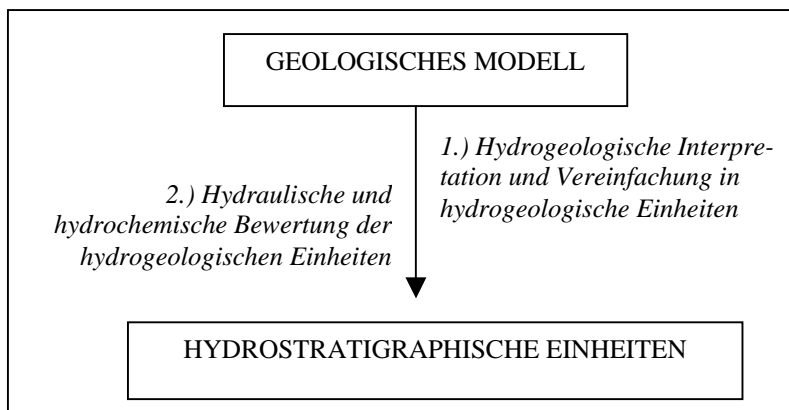 GEOLOGISCHES MODELL
1.) Hydrogeologische Interpre-
tation und Vereinfachung in
hydrogeologische Einheiten
2.) Hydraulische und
hydrochemische Bewertung der
hydrogeologischen Einheiten
HYDROSTRATIGRAPHISCHE EINHEITEN